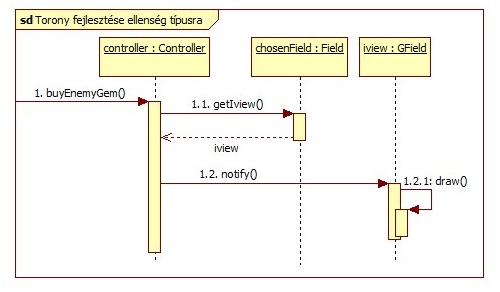 sd Torony fejlesztése ellenség típusra
controller : Controller
chosenField : Field
iview : GField
1. buyEnemyGem()
1.1. getIview()
iview
1.2. notify()
1.2.1: draw()